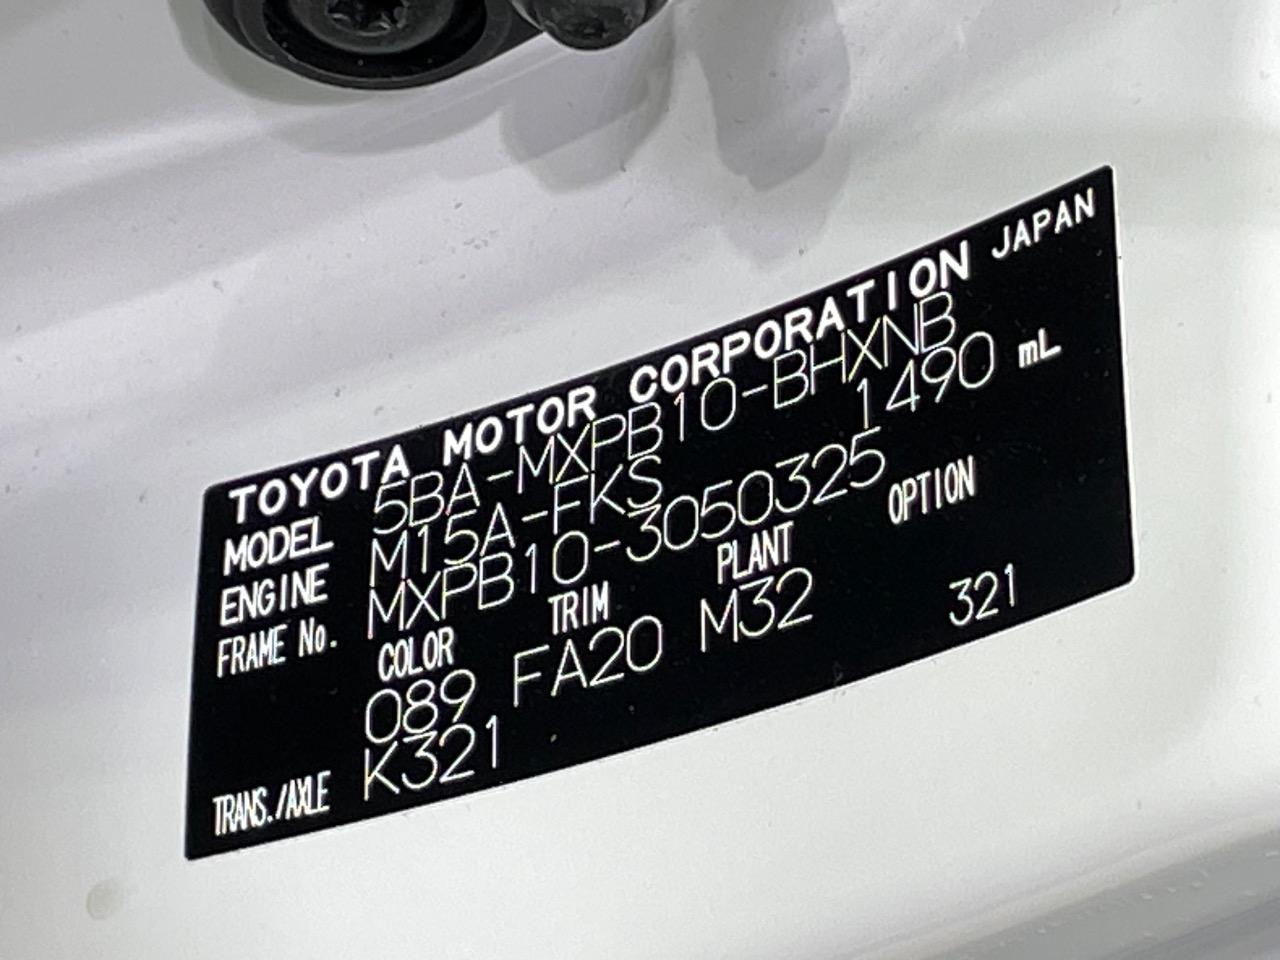 TOYOTA MOTOR CORPORATION JAPAN
MODEL 5BA-MXPB10-BHXNB
ENGINE M15A-FKS 1490 mL
FRAME No. MXPB10-3050325
COLOR TRIM PLANT OPTION
089 FA20 M32 321
TRANS./AXLE K321